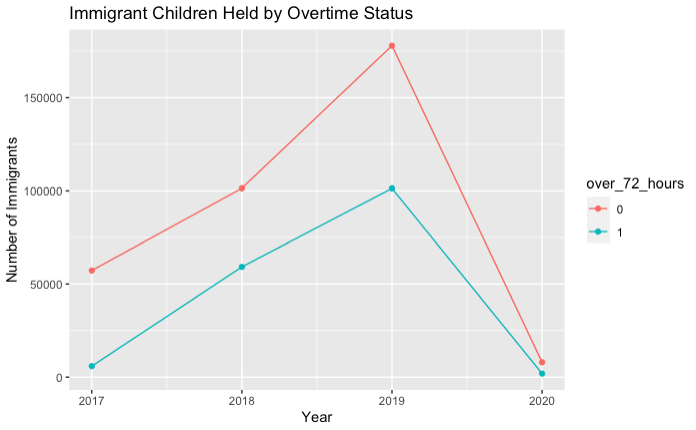 Immigrant Children Held by Overtime Status
Number of Immigrants
150000
100000
50000
0
2017 2018 2019 2020
Year
over_72_hours
0
1